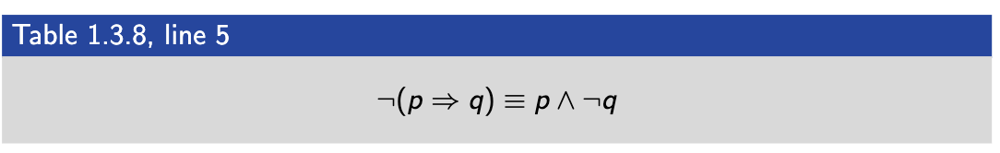 Table 1.3.8, line 5
¬(p ⇒ q) ≡ p ∧ ¬q